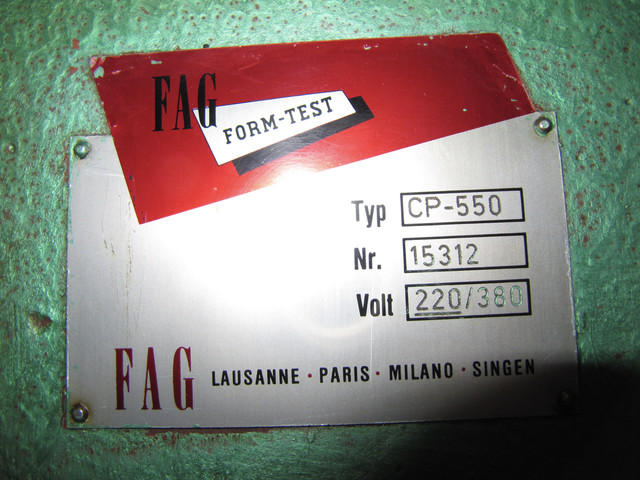 FAG
FORM-TEST
Typ CP-550
Nr. 15312
Volt 220/380
FAG LAUSANNE · PARIS · MILANO · SINGEN